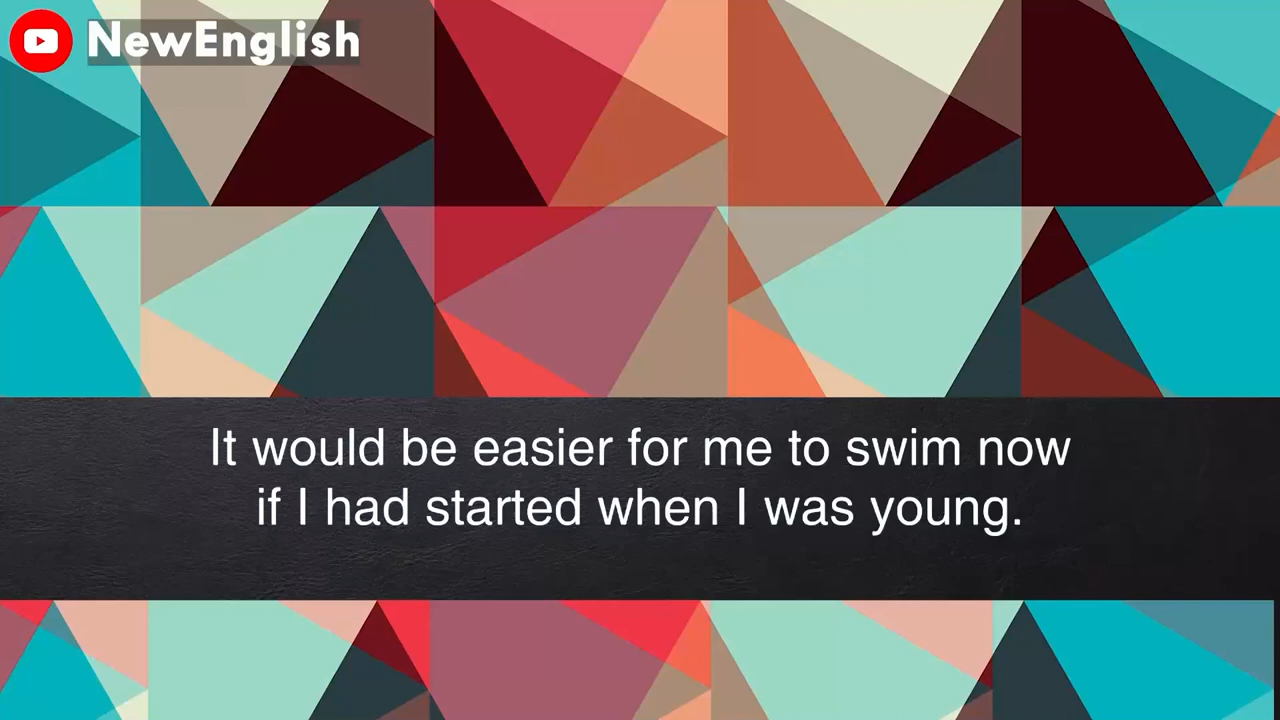 NewEnglish
It would be easier for me to swim now
if I had started when I was young.